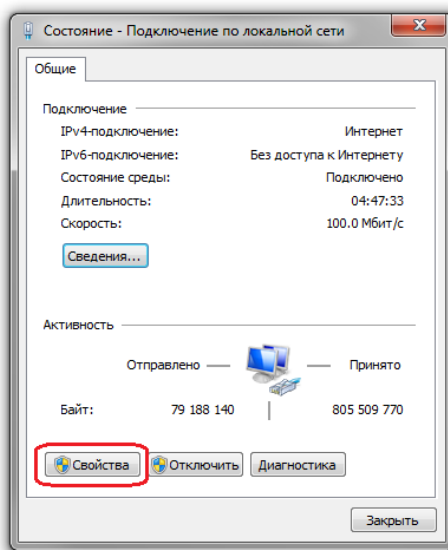 Состояние - Подключение по локальной сети
Общие
Подключение
IPv4-подключение: Интернет
IPv6-подключение: Без доступа к Интернету
Состояние среды: Подключено
Длительность: 04:47:33
Скорость: 100.0 Мбит/с
Сведения...
Активность
Отправлено — — Принято
Байт: 79 188 140 | 805 509 770
Свойства Отключить Диагностика
Закрыть